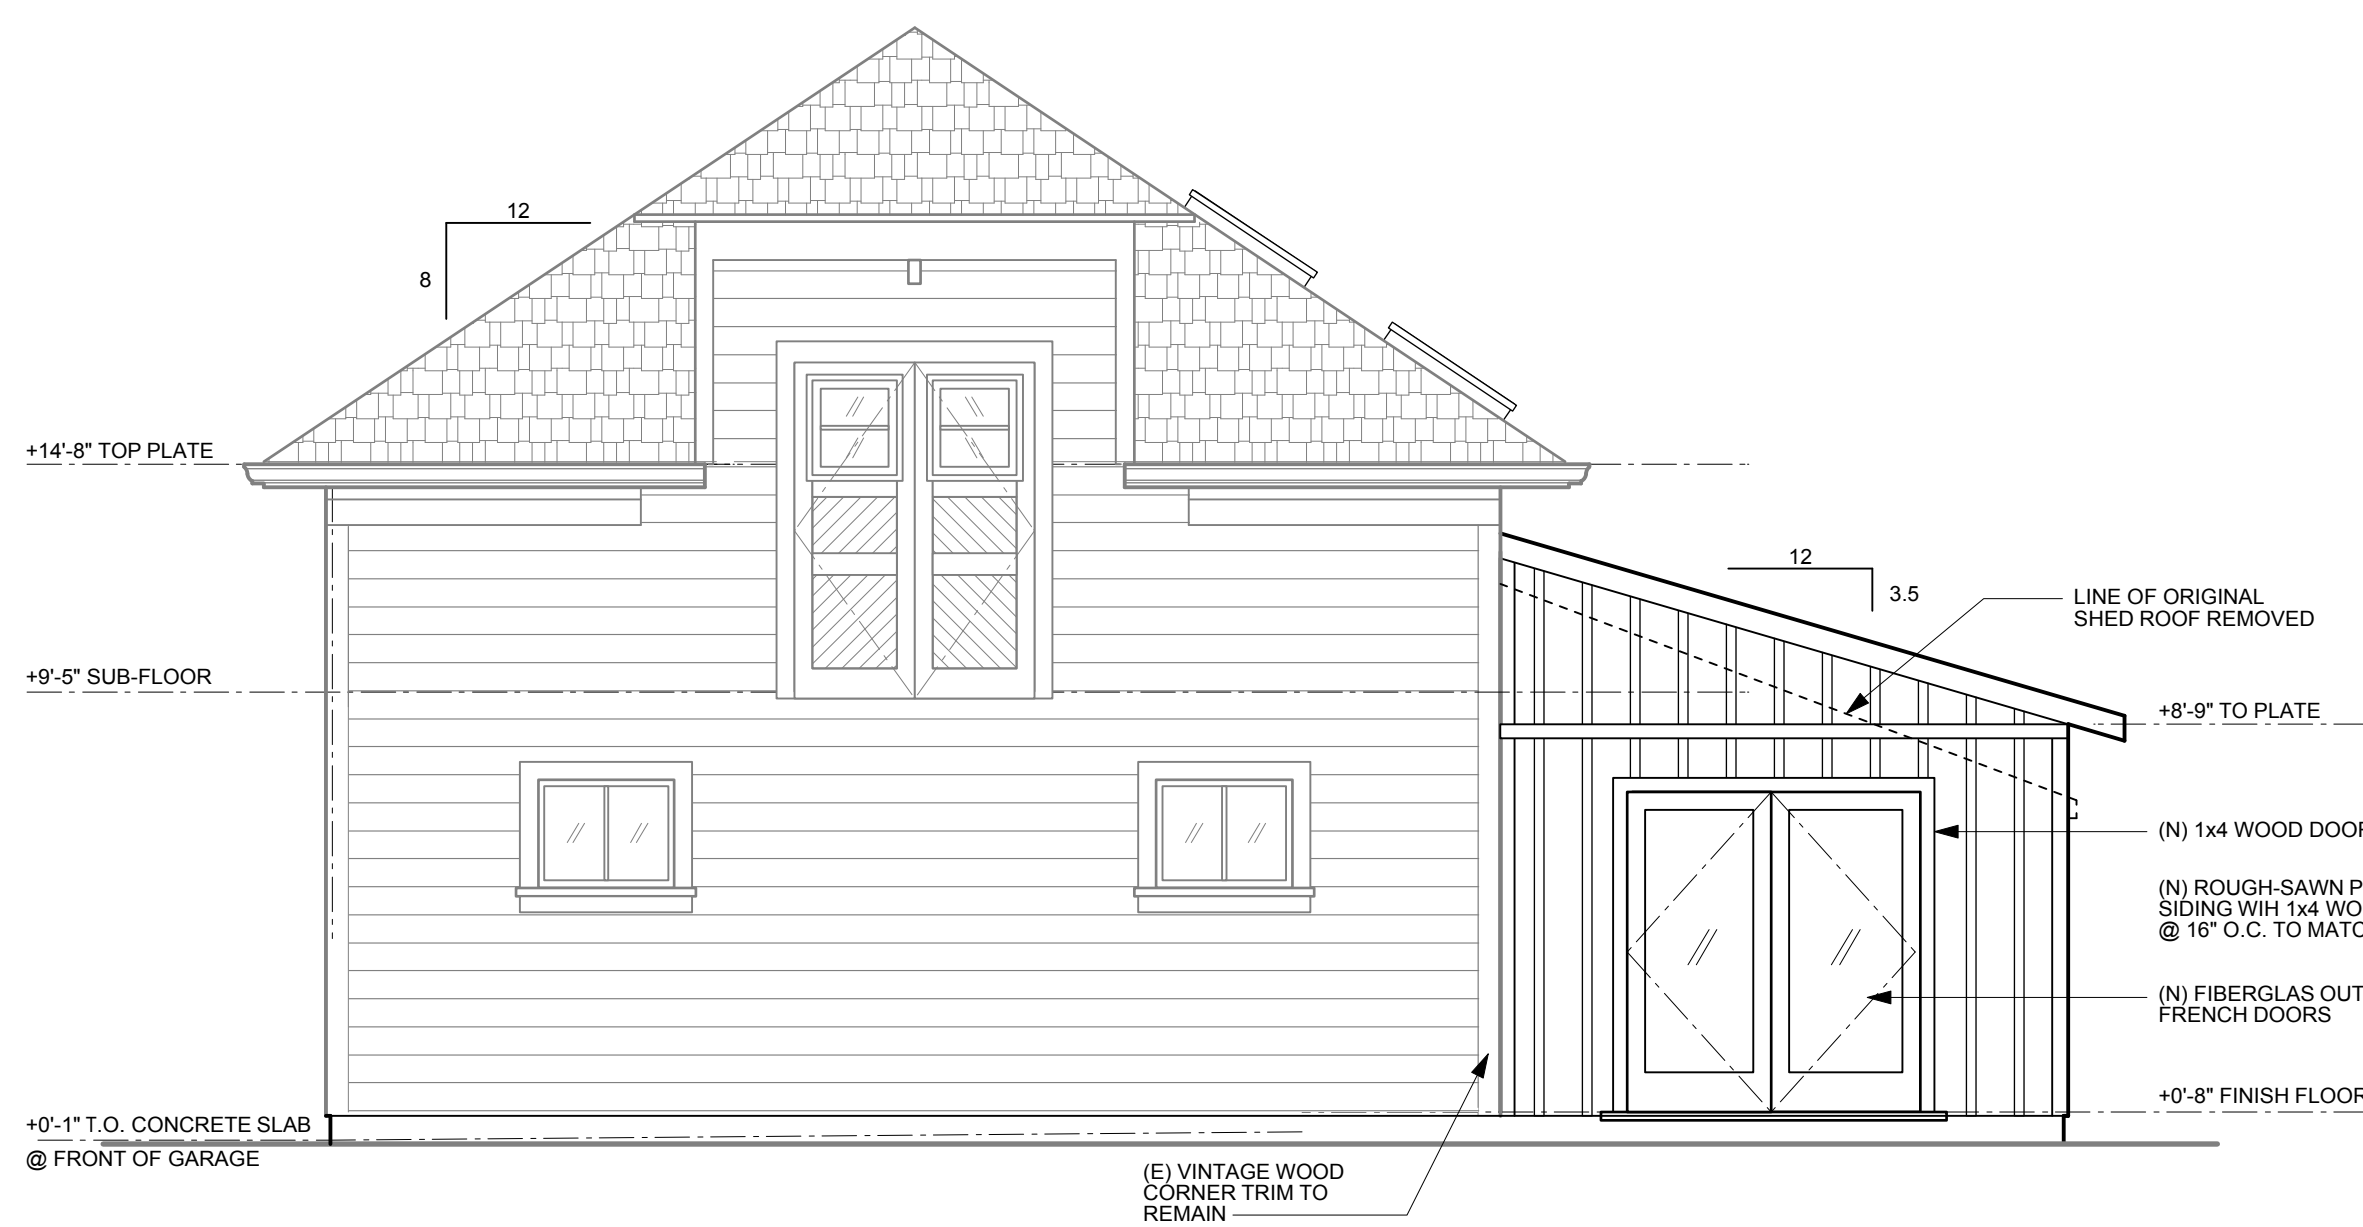 12
8
+14'-8" TOP PLATE
12
3.5
LINE OF ORIGINAL
SHED ROOF REMOVED
+9'-5" SUB-FLOOR
+8'-9" TO PLATE
(N) 1x4 WOOD DOOR
(N) ROUGH-SAWN P
SIDING WIH 1x4 WO
@ 16" O.C. TO MATC
(N) FIBERGLAS OUT
FRENCH DOORS
+0'-8" FINISH FLOOR
+0'-1" T.O. CONCRETE SLAB
@ FRONT OF GARAGE
(E) VINTAGE WOOD
CORNER TRIM TO
REMAIN